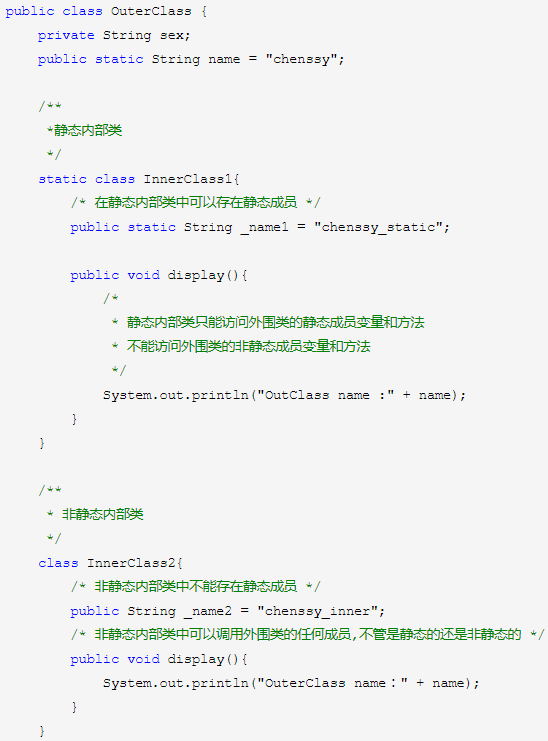 public class OuterClass {
    private String sex;
    public static String name = "chenssy";

    /**
     *静态内部类
     */
    static class InnerClass1{
        /* 在静态内部类中可以存在静态成员 */
        public static String _name1 = "chenssy_static";

        public void display(){
            /*
             * 静态内部类只能访问外围类的静态成员变量和方法
             * 不能访问外围类的非静态成员变量和方法
             */
            System.out.println("OutClass name :" + name);
        }
    }

    /**
     * 非静态内部类
     */
    class InnerClass2{
        /* 非静态内部类中不能存在静态成员 */
        public String _name2 = "chenssy_inner";
        /* 非静态内部类中可以调用外围类的任何成员,不管是静态的还是非静态的 */
        public void display(){
            System.out.println("OuterClass name：" + name);
        }
    }